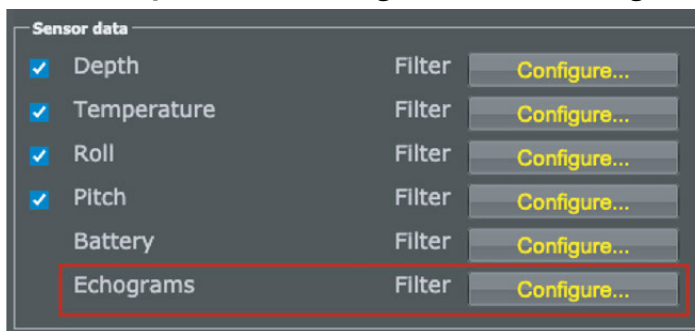 Sensor data
Depth Filter Configure...
Temperature Filter Configure...
Roll Filter Configure...
Pitch Filter Configure...
Battery Filter Configure...
Echograms Filter Configure...